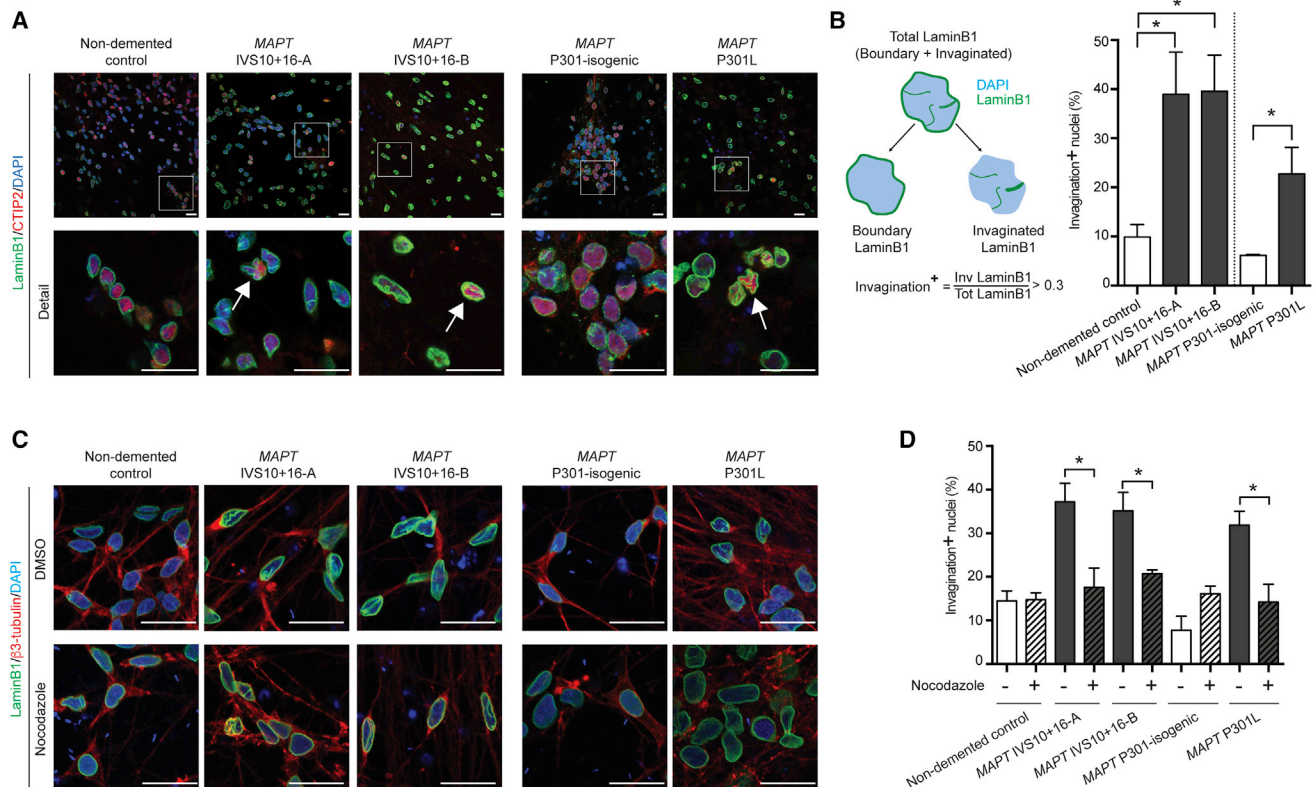 A
Non-demented
control
MAPT
IVS10+16-A
MAPT
IVS10+16-B
MAPT
P301-isogenic
MAPT
P301L
LaminB1/CTIP2/DAPI
Detail
B
Total LaminB1
(Boundary + Invaginated)
DAPI
LaminB1
Boundary
LaminB1
Invaginated
LaminB1
Invagination+ = Inv LaminB1
Tot LaminB1 > 0.3
Invagination+ nuclei (%)
50
40
30
20
10
0
*
*
*
Non-demented control
MAPT IVS10+16-A
MAPT IVS10+16-B
MAPT P301-isogenic
MAPT P301L
C
Non-demented
control
MAPT
IVS10+16-A
MAPT
IVS10+16-B
MAPT
P301-isogenic
MAPT
P301L
LaminB1/β3-tubulin/DAPI
DMSO
Nocodazole
D
Invagination+ nuclei (%)
50
40
30
20
10
0
*
*
*
Nocodazole - + - + - + - + - +
Non-demented control
MAPT IVS10+16-A
MAPT IVS10+16-B
MAPT P301-isogenic
MAPT P301L